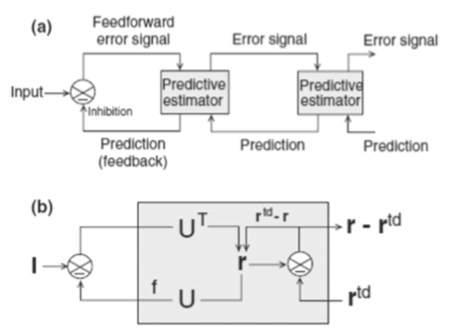 (a)
Feedforward
error signal
Error signal
Error signal
Input
Inhibition
Predictive
estimator
Predictive
estimator
Prediction
(feedback)
Prediction
Prediction
(b)
I
U^T
r^td - r
r
r - r^td
f
U
r^td